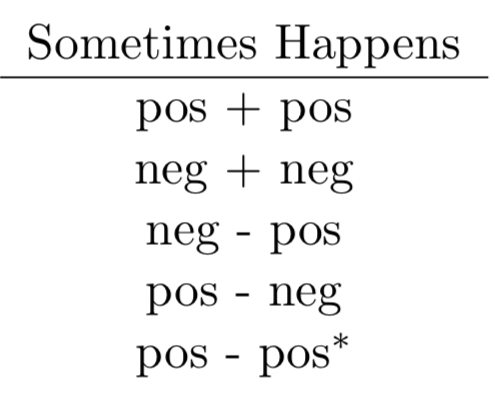 Sometimes Happens
pos + pos
neg + neg
neg - pos
pos - neg
pos - pos*